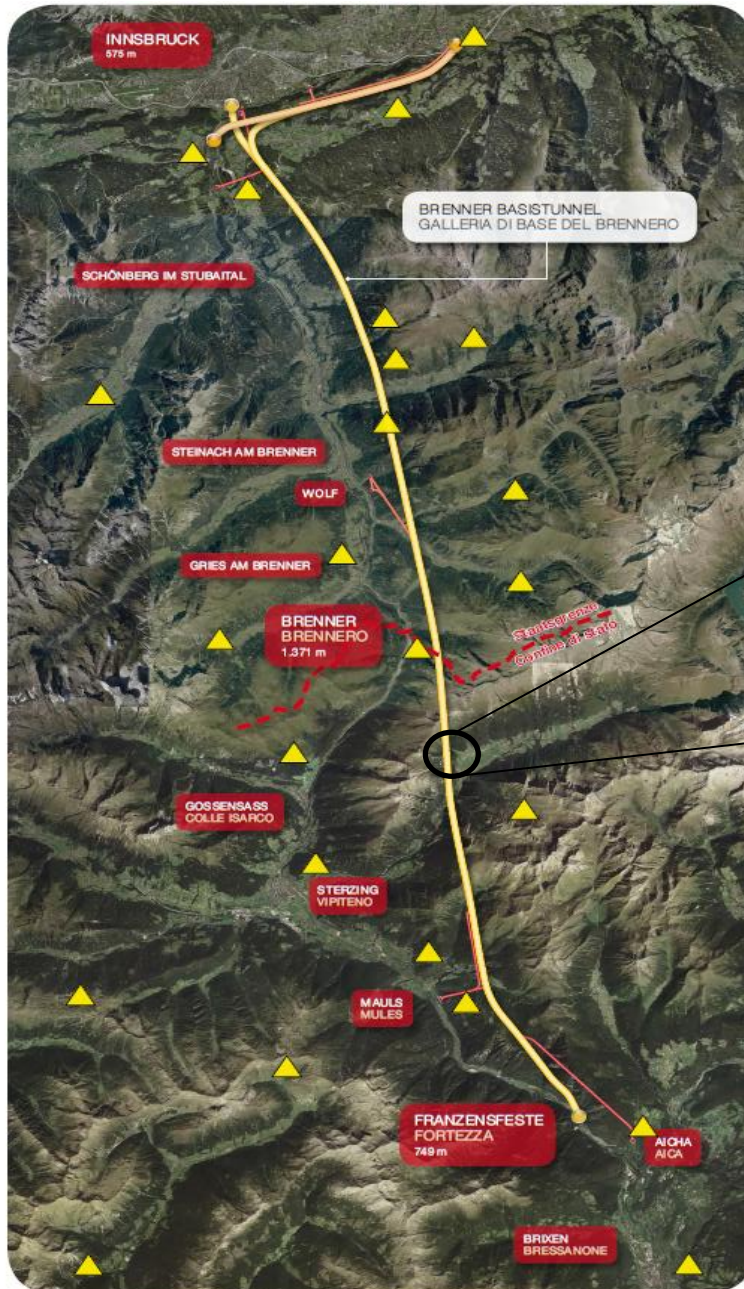 INNSBRUCK
575 m
BRENNER BASISTUNNEL
GALLERIA DI BASE DEL BRENNERO
SCHÖNBERG IM STUBAITAL
STEINACH AM BRENNER
WOLF
GRIES AM BRENNER
BRENNER
BRENNERO
1.371 m
Staatsgrenze
Confine di stato
GOSSENSASS
COLLE ISARCO
STERZING
VIPITENO
MAULS
MULES
FRANZENSFESTE
FORTEZZA
749 m
AICHA
AICA
BRIXEN
BRESSANONE